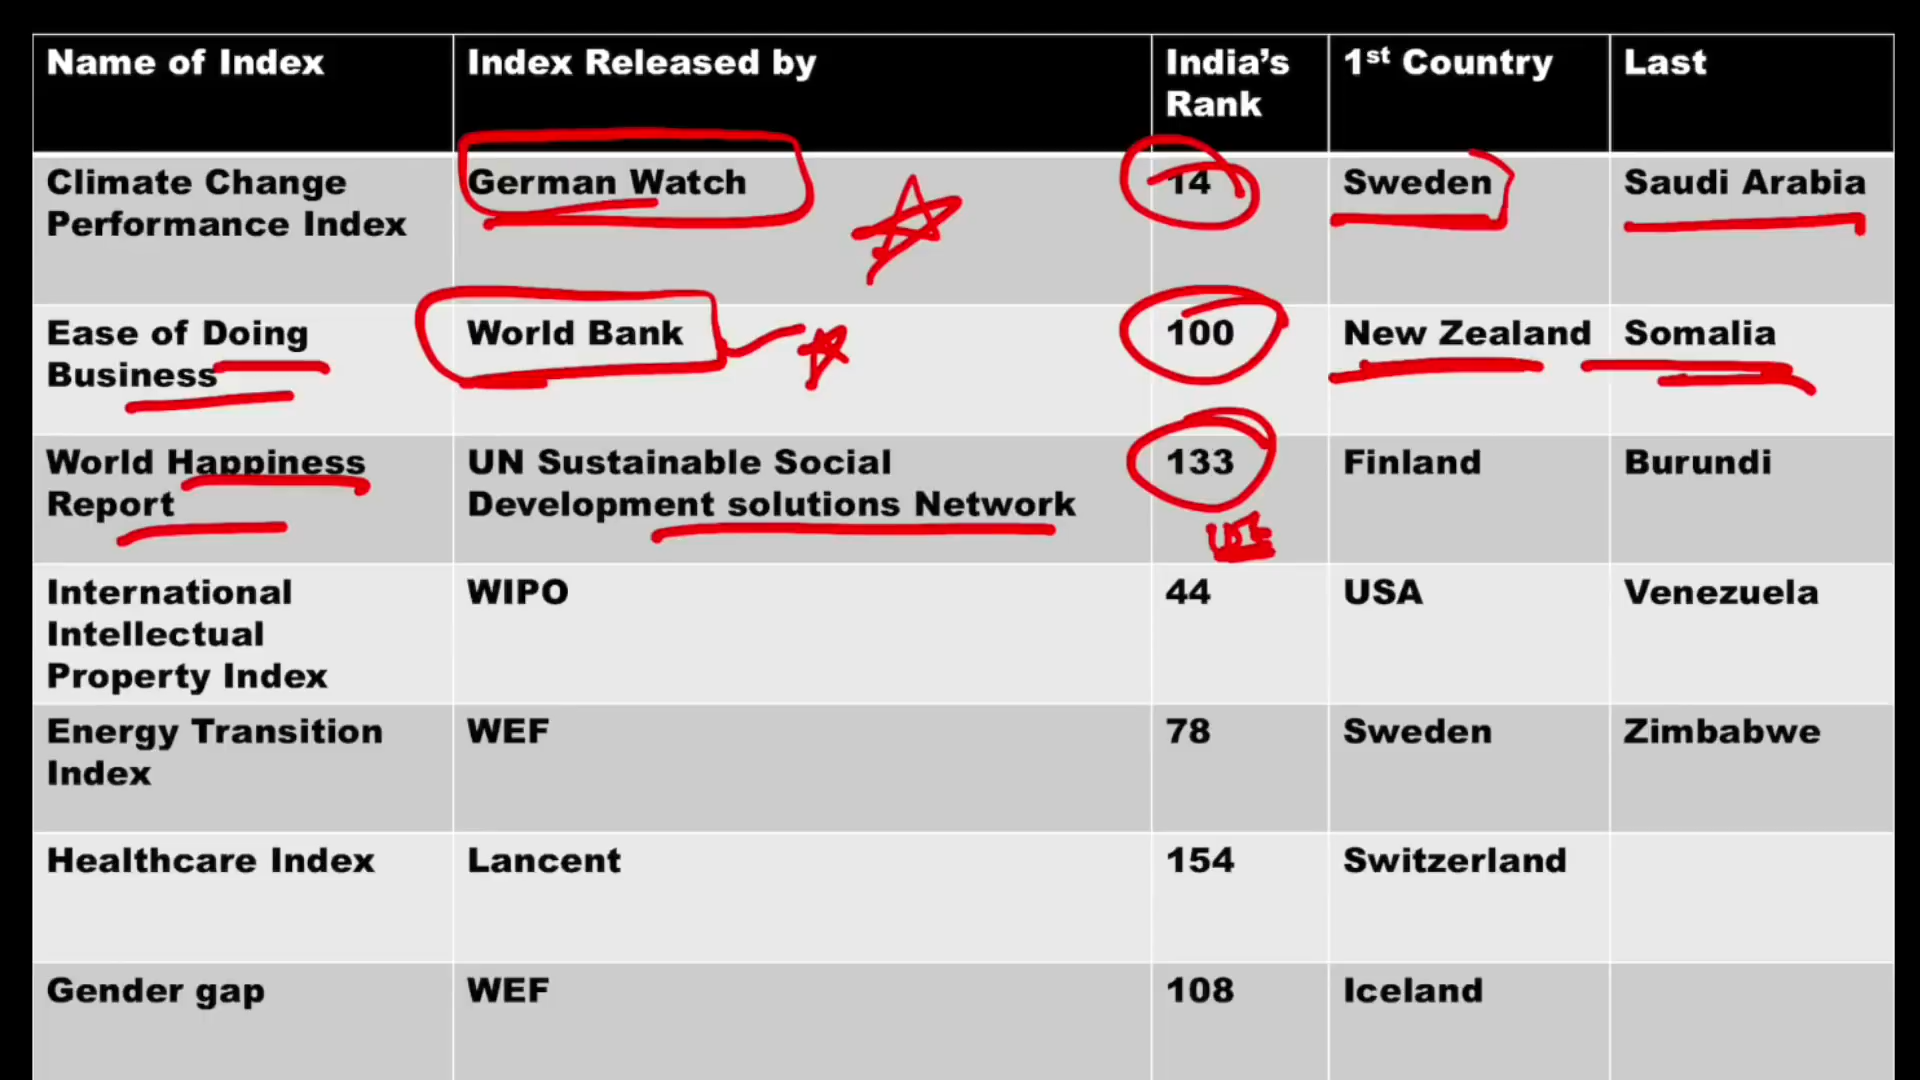 Name of Index
Index Released by
India's
Rank
1st Country
Last
Climate Change
Performance Index
German Watch
14
Sweden
Saudi Arabia
Ease of Doing
Business
World Bank
100
New Zealand
Somalia
World Happiness
Report
UN Sustainable Social
Development solutions Network
133
Finland
Burundi
International
Intellectual
Property Index
WIPO
44
USA
Venezuela
Energy Transition
Index
WEF
78
Sweden
Zimbabwe
Healthcare Index
Lancent
154
Switzerland
Gender gap
WEF
108
Iceland